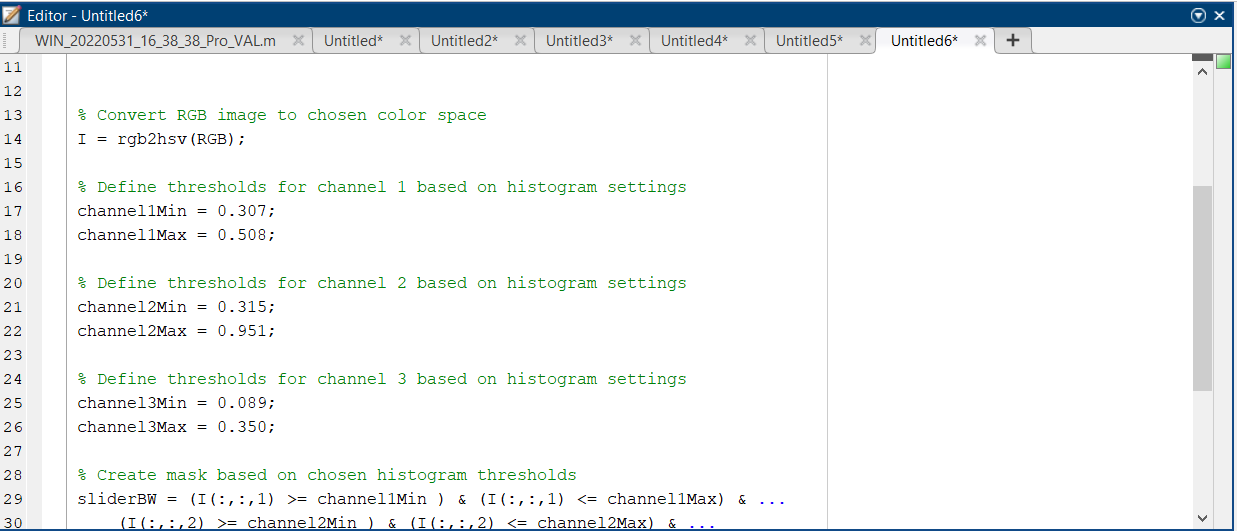 Editor - Untitled6*
WIN_20220531_16_38_38_Pro_VAL.m Untitled* Untitled2* Untitled3* Untitled4* Untitled5* Untitled6* +
11
12
13 % Convert RGB image to chosen color space
14 I = rgb2hsv(RGB);
15
16 % Define thresholds for channel 1 based on histogram settings
17 channel1Min = 0.307;
18 channel1Max = 0.508;
19
20 % Define thresholds for channel 2 based on histogram settings
21 channel2Min = 0.315;
22 channel2Max = 0.951;
23
24 % Define thresholds for channel 3 based on histogram settings
25 channel3Min = 0.089;
26 channel3Max = 0.350;
27
28 % Create mask based on chosen histogram thresholds
29 sliderBW = (I(:,:,1) >= channel1Min ) & (I(:,:,1) <= channel1Max) & ...
30 (I(:,:,2) >= channel2Min ) & (I(:,:,2) <= channel2Max) & ...